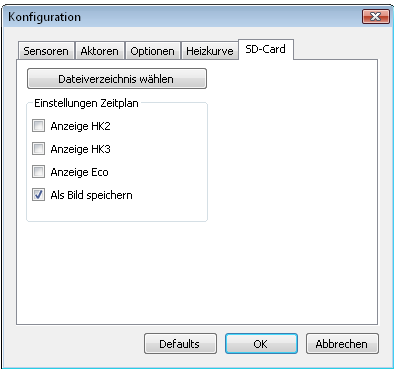 Konfiguration
Sensoren Aktoren Optionen Heizkurve SD-Card
Dateiverzeichnis wählen
Einstellungen Zeitplan
Anzeige HK2
Anzeige HK3
Anzeige Eco
Als Bild speichern
Defaults OK Abbrechen